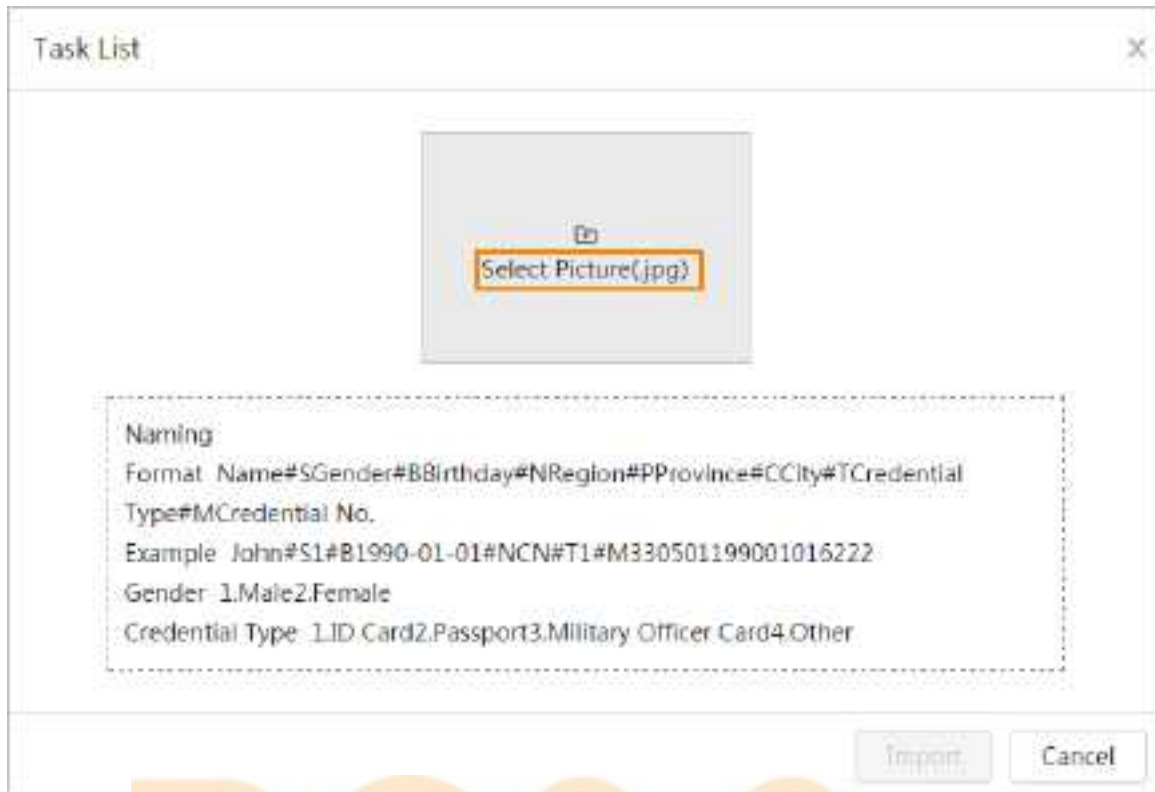 Task List
Select Picture(.jpg)
Naming
Format Name#SGender#BBirthday#NRegion#PProvince#CCity#TCredential
Type#MCredential No.
Example John#S1#B1990-01-01#NCN#T1#M330501199001016222
Gender 1.Male2.Female
Credential Type 1.ID Card2.Passport3.Military Officer Card4.Other
Import Cancel